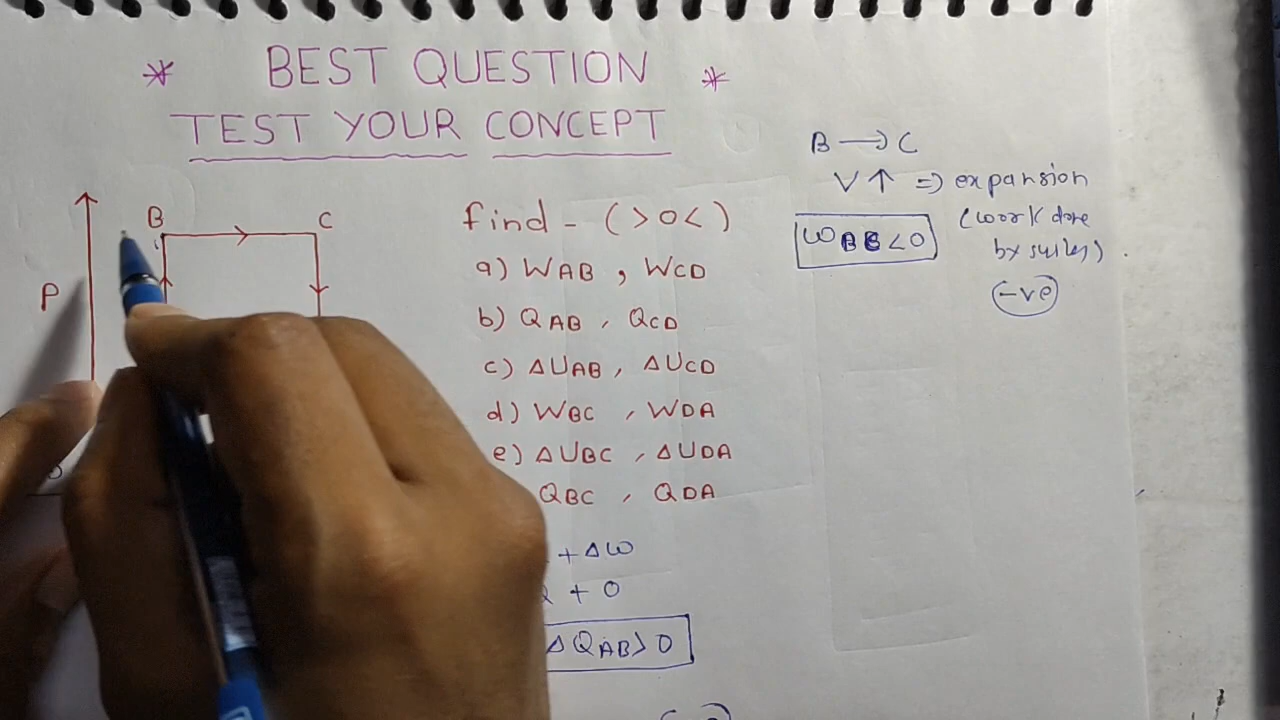 * BEST QUESTION *
TEST YOUR CONCEPT
B → C
V ↑ ⇒ expansion
(work done
by system).
WBC < 0
(-ve)
B C
P
find - ( > 0 < )
a) WAB , WCD
b) QAB , QCD
c) ΔUAB , ΔUCD
d) WBC , WDA
e) ΔUBC , ΔUDA
QBC , QDA
+ ΔW
+ 0
ΔQAB > 0